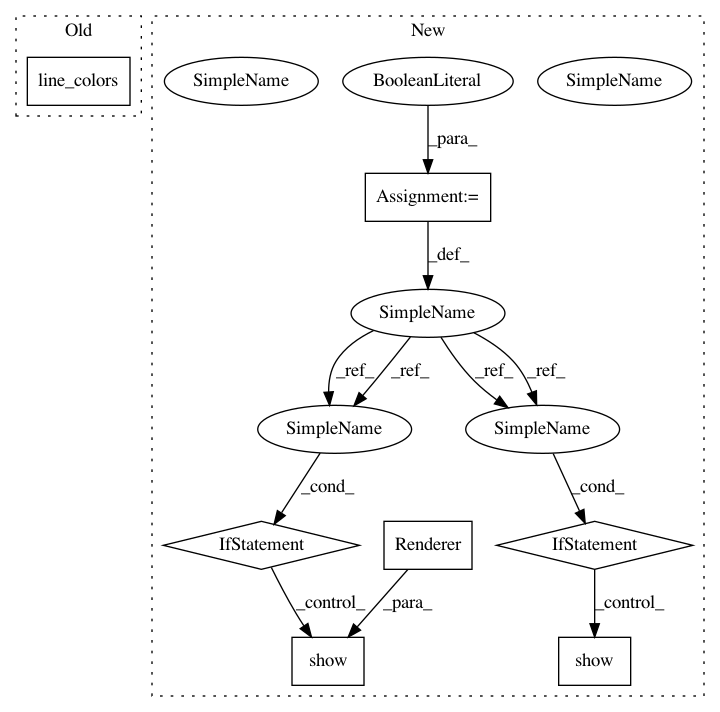 Old
New
line_colors
SimpleName
BooleanLiteral
SimpleName
_para_
Assignment:=
_def_
SimpleName
_ref_
_ref_
_ref_
_ref_
SimpleName
SimpleName
_cond_
_cond_
IfStatement
Renderer
IfStatement
_control_
_para_
_control_
show
show